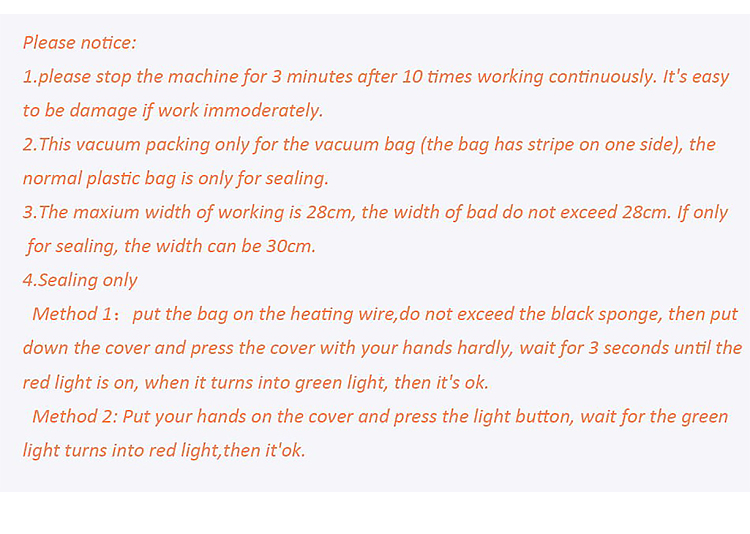 Please notice:
1.please stop the machine for 3 minutes after 10 times working continuously. It's easy
to be damage if work immoderately.
2.This vacuum packing only for the vacuum bag (the bag has stripe on one side), the
normal plastic bag is only for sealing.
3.The maxium width of working is 28cm, the width of bad do not exceed 28cm. If only
for sealing, the width can be 30cm.
4.Sealing only
Method 1：put the bag on the heating wire,do not exceed the black sponge, then put
down the cover and press the cover with your hands hardly, wait for 3 seconds until the
red light is on, when it turns into green light, then it's ok.
Method 2: Put your hands on the cover and press the light button, wait for the green
light turns into red light,then it'ok.